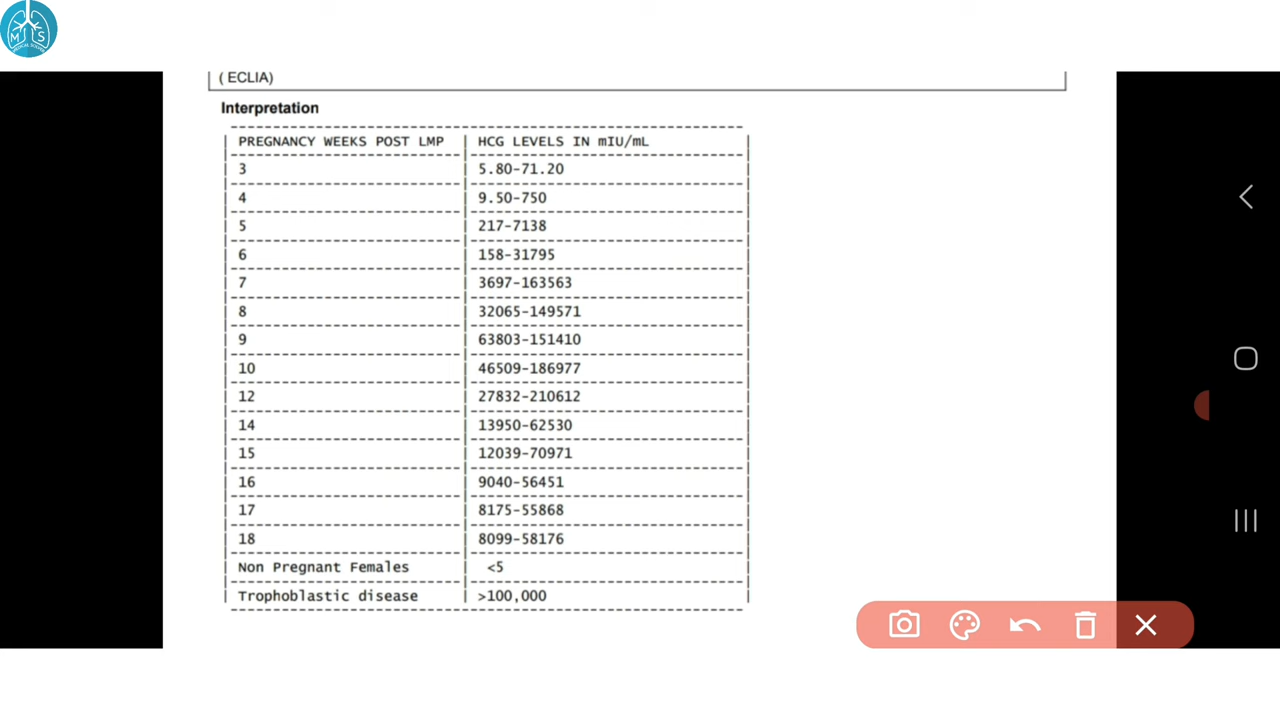 M S
MEDICAL SQUARE
( ECLIA)
Interpretation
PREGNANCY WEEKS POST LMP HCG LEVELS IN mIU/mL
3 5.80-71.20
4 9.50-750
5 217-7138
6 158-31795
7 3697-163563
8 32065-149571
9 63803-151410
10 46509-186977
12 27832-210612
14 13950-62530
15 12039-70971
16 9040-56451
17 8175-55868
18 8099-58176
Non Pregnant Females <5
Trophoblastic disease >100,000